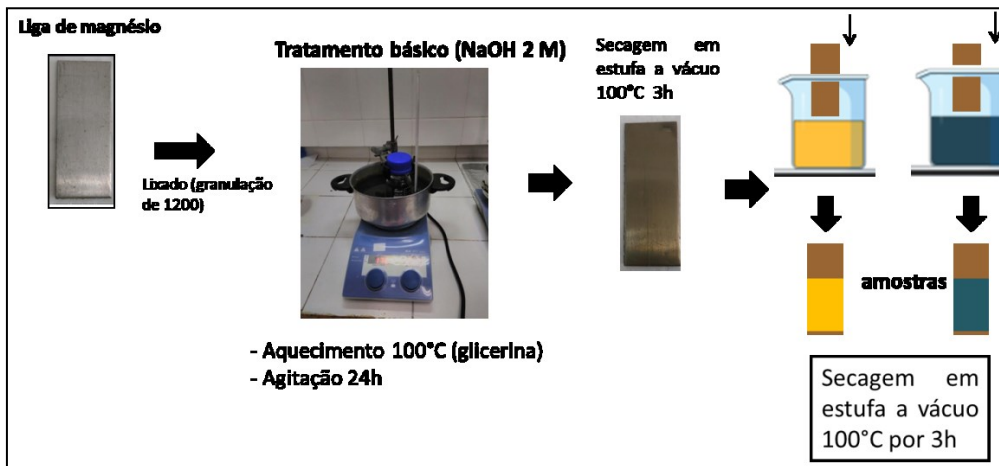 Liga de magnésio
Lixado (granulação
de 1200)
Tratamento básico (NaOH 2 M)
- Aquecimento 100°C (glicerina)
- Agitação 24h
Secagem em
estufa a vácuo
100°C 3h
amostras
Secagem em
estufa a vácuo
100°C por 3h